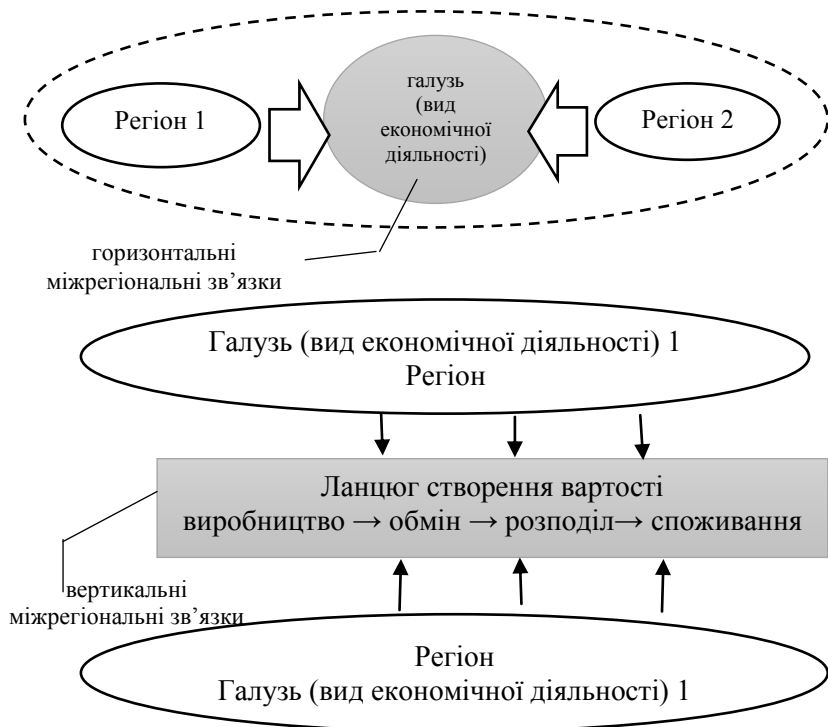 галузь
(вид
економічної
діяльності)
Регіон 1
Регіон 2
горизонтальні
міжрегіональні зв’язки
Галузь (вид економічної діяльності) 1
Регіон
Ланцюг створення вартості
виробництво → обмін → розподіл→ споживання
вертикальні
міжрегіональні зв’язки
Регіон
Галузь (вид економічної діяльності) 1